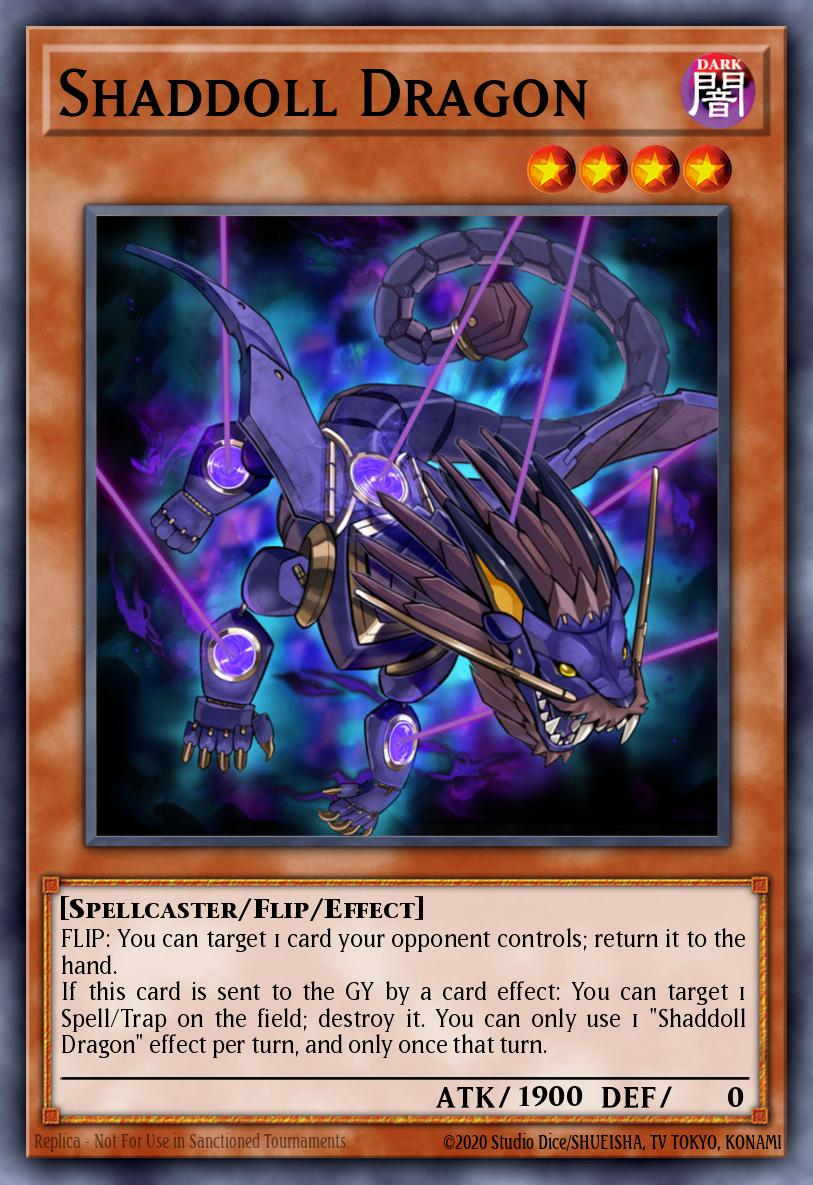 SHADDOLL DRAGON
DARK
闇
[SPELLCASTER/FLIP/EFFECT]
FLIP: You can target 1 card your opponent controls; return it to the
hand.
If this card is sent to the GY by a card effect: You can target 1
Spell/Trap on the field; destroy it. You can only use 1 "Shaddoll
Dragon" effect per turn, and only once that turn.
ATK/ 1900 DEF/ 0
Replica - Not For Use in Sanctioned Tournaments. ©2020 Studio Dice/SHUEISHA, TV TOKYO, KONAMI